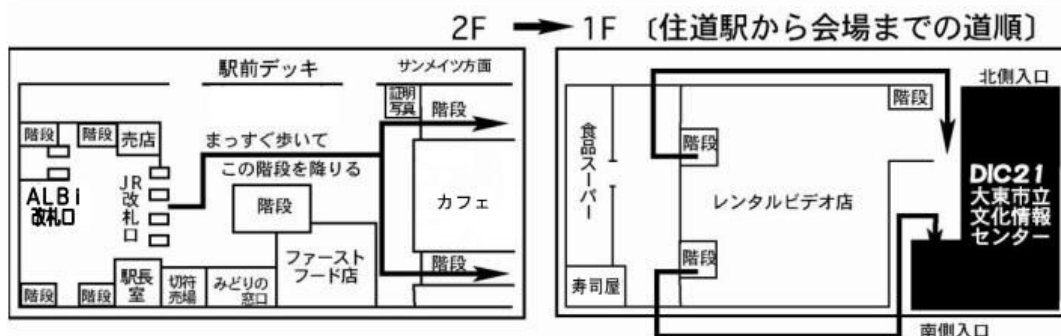 2F → 1F 〔住道駅から会場までの道順〕
駅前デッキ
サンメイツ方面
証明
写真
階段
階段
階段
売店
まっすぐ歩いて
この階段を降りる
ALBi
改札口
JR
改札口
階段
カフェ
ファースト
フード店
階段
階段
階段
駅長
室
切符
売場
みどりの
窓口
北側入口
階段
食品スーパー
階段
レンタルビデオ店
DIC21
大東市立
文化情報
センター
階段
寿司屋
南側入口